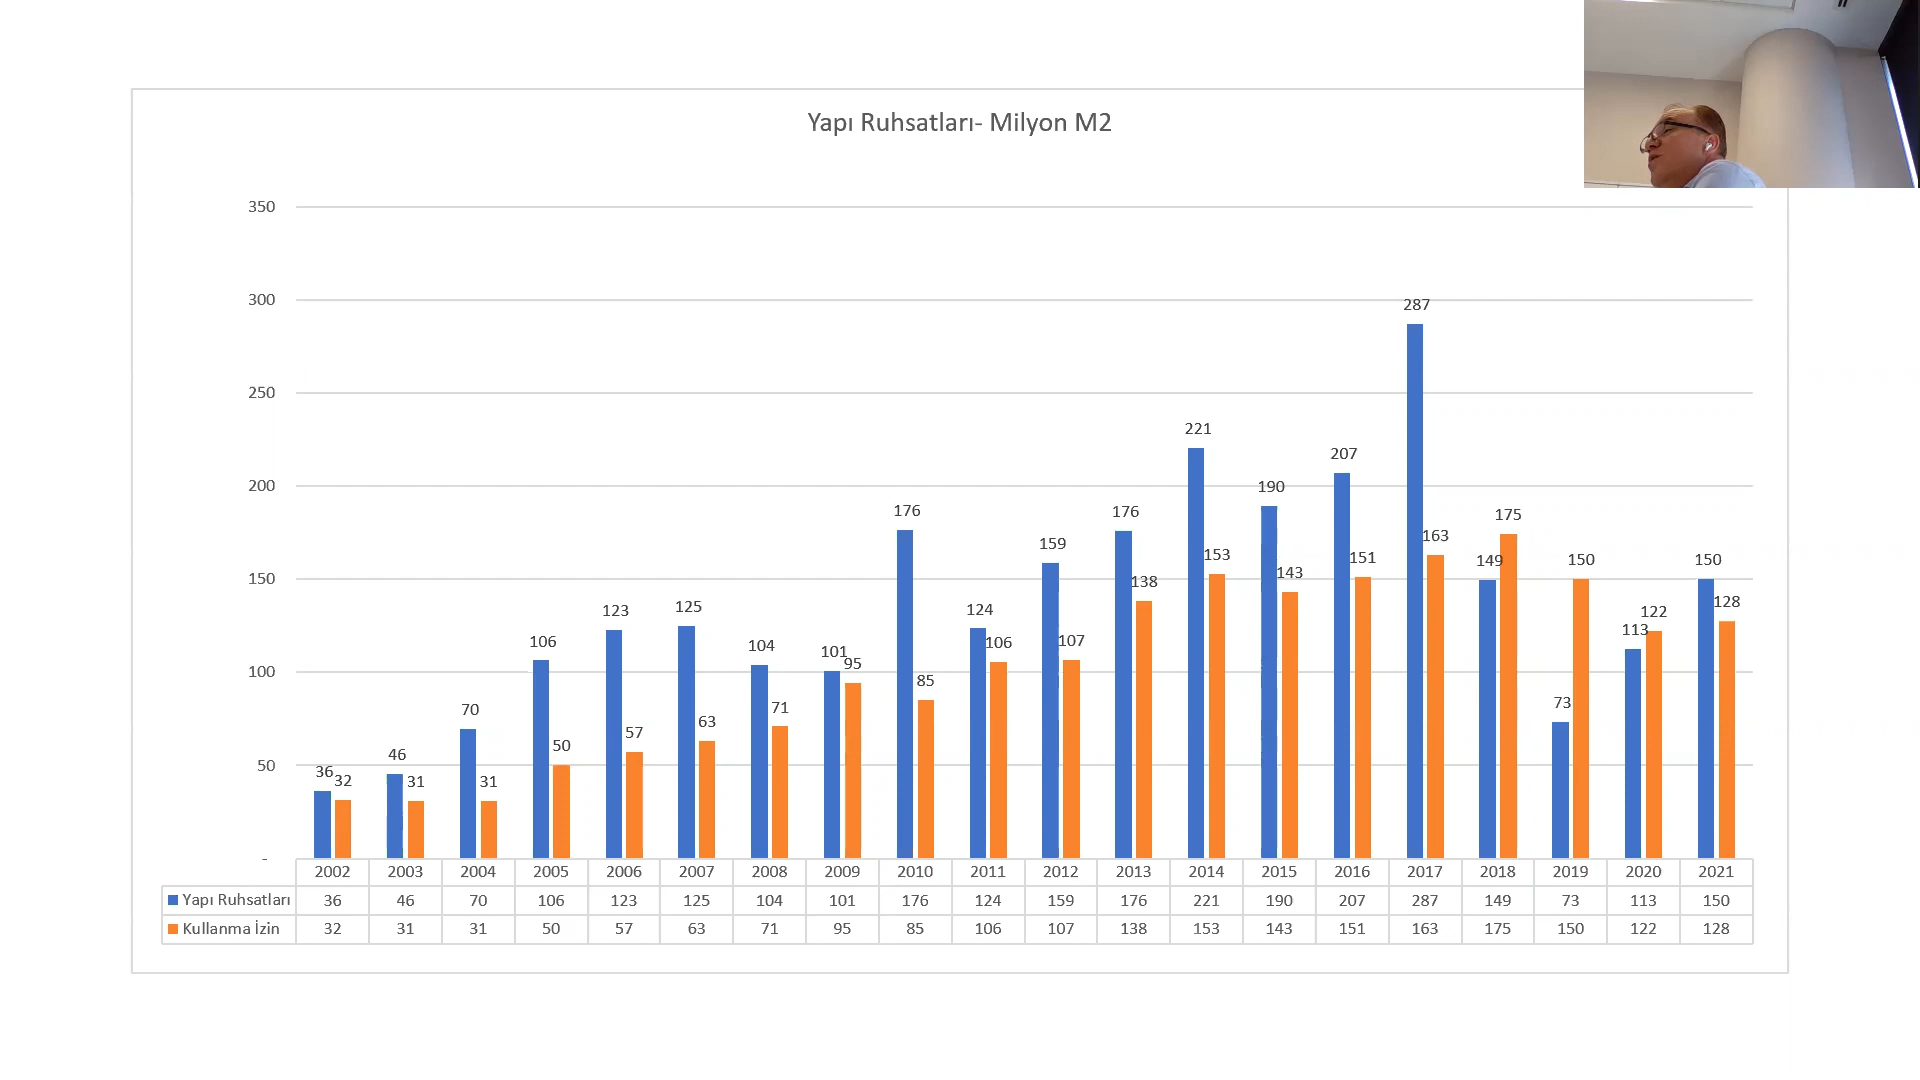 Yapı Ruhsatları- Milyon M2
350
300
250
200
150
100
50
-
36 46 70 106 123 125 104 101 176 124 159 176 221 190 207 287 149 73 113 150
32 31 31 50 57 63 71 95 85 106 107 138 153 143 151 163 175 150 122 128
2002 2003 2004 2005 2006 2007 2008 2009 2010 2011 2012 2013 2014 2015 2016 2017 2018 2019 2020 2021
Yapı Ruhsatları 36 46 70 106 123 125 104 101 176 124 159 176 221 190 207 287 149 73 113 150
Kullanma İzin 32 31 31 50 57 63 71 95 85 106 107 138 153 143 151 163 175 150 122 128